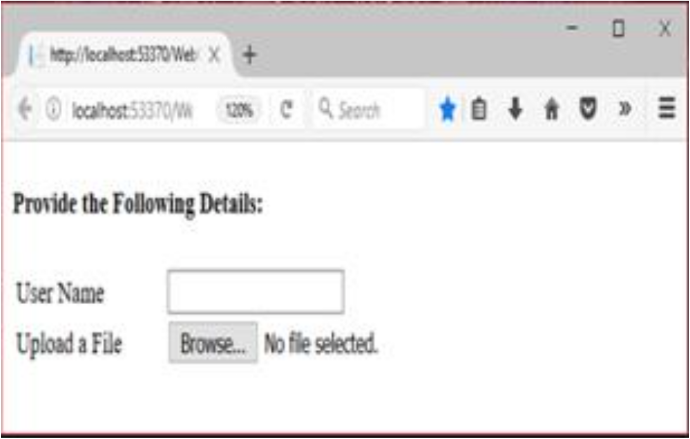 http://localhost:53370/Web
localhost:53370/We
120%
Search
Provide the Following Details:
User Name
Upload a File
Browse... No file selected.